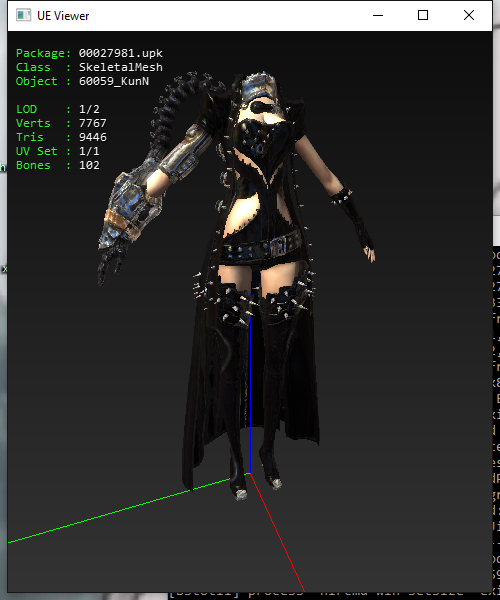 UE Viewer
Package: 00027981.upk
Class  : SkeletalMesh
Object : 60059_KunN
LOD    : 1/2
Verts  : 7767
Tris   : 9446
UV Set : 1/1
Bones  : 102